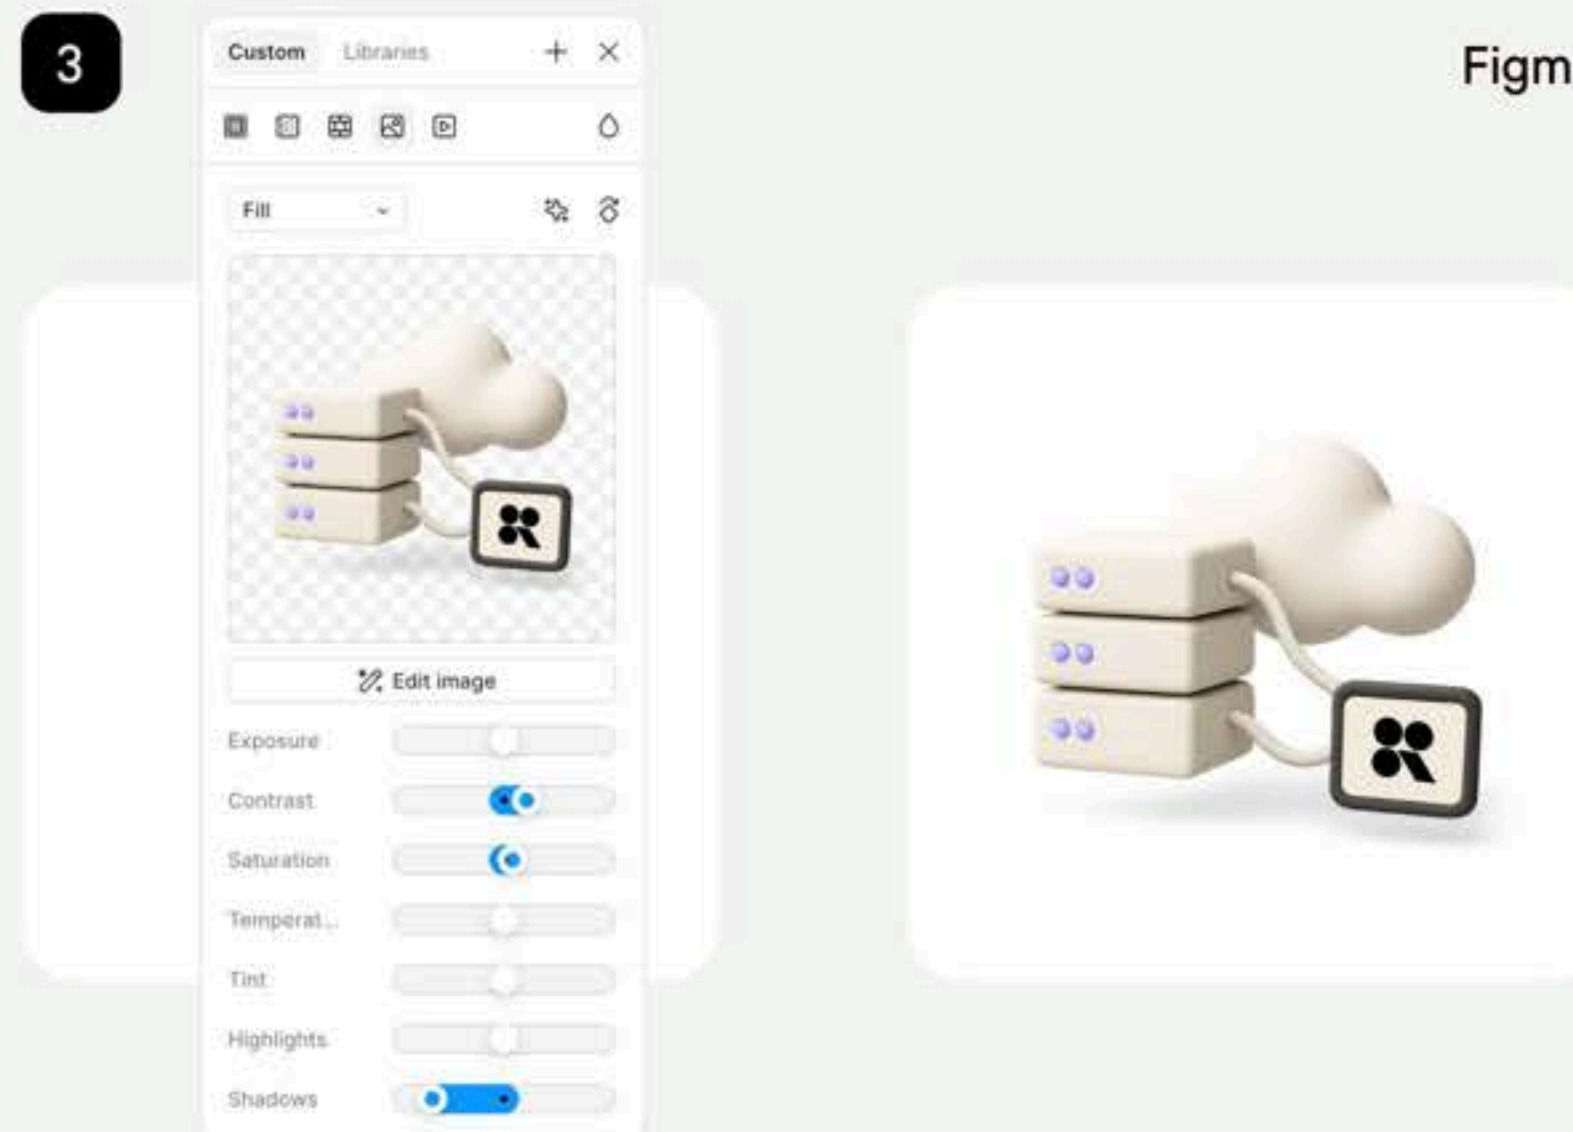 3
Custom Libraries
Figm
Fill
Edit image
Exposure
Contrast
Saturation
Temperat...
Tint
Highlights
Shadows